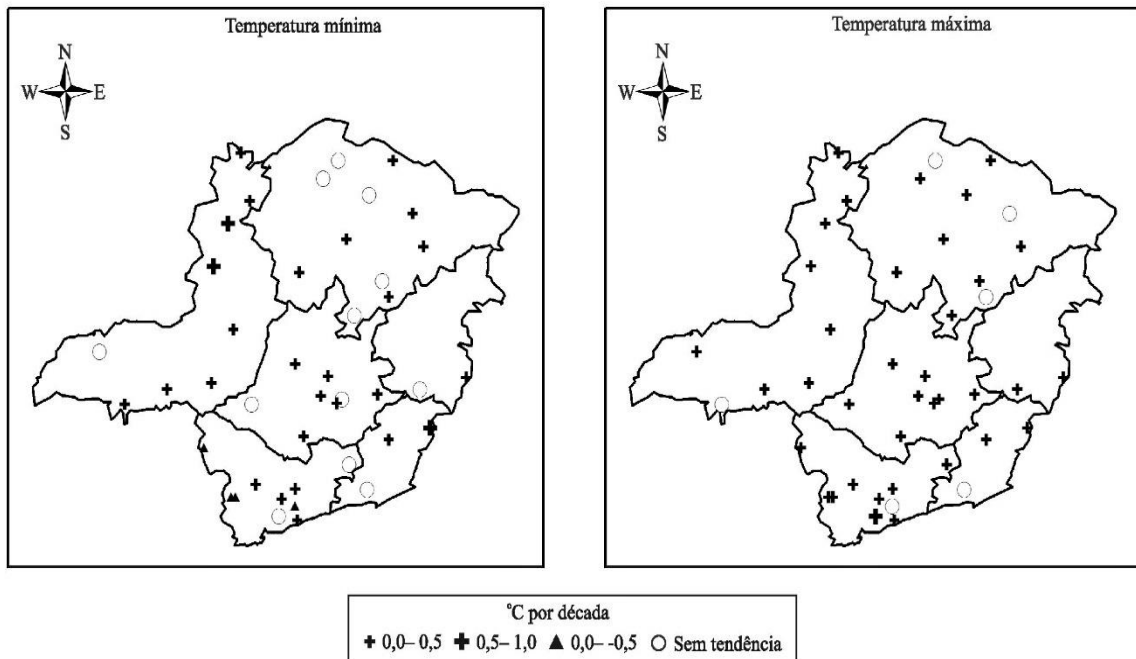 Temperatura mínima
N
W E
S
Temperatura máxima
N
W E
S
°C por década
0,0– 0,5 0,5– 1,0 0,0– -0,5 Sem tendência